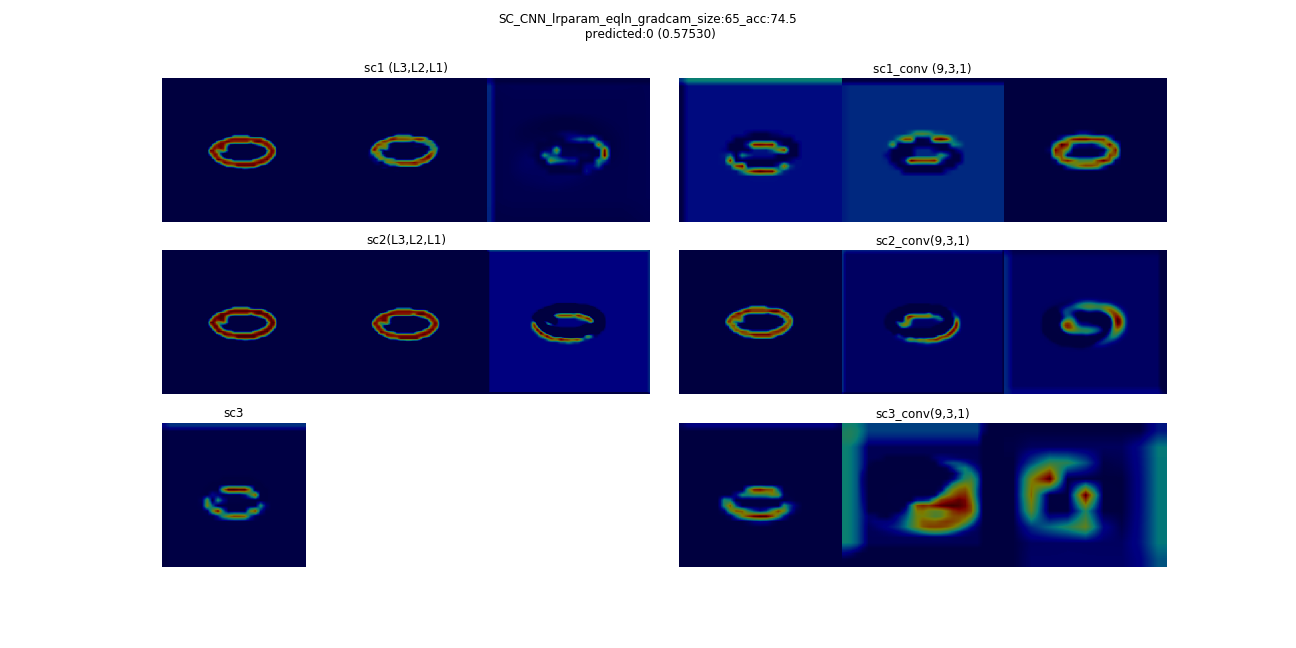 SC_CNN_lrparam_eqln_gradcam_size:65_acc:74.5
predicted:0 (0.57530)
sc1 (L3,L2,L1)
sc1_conv (9,3,1)
sc2(L3,L2,L1)
sc2_conv(9,3,1)
sc3
sc3_conv(9,3,1)